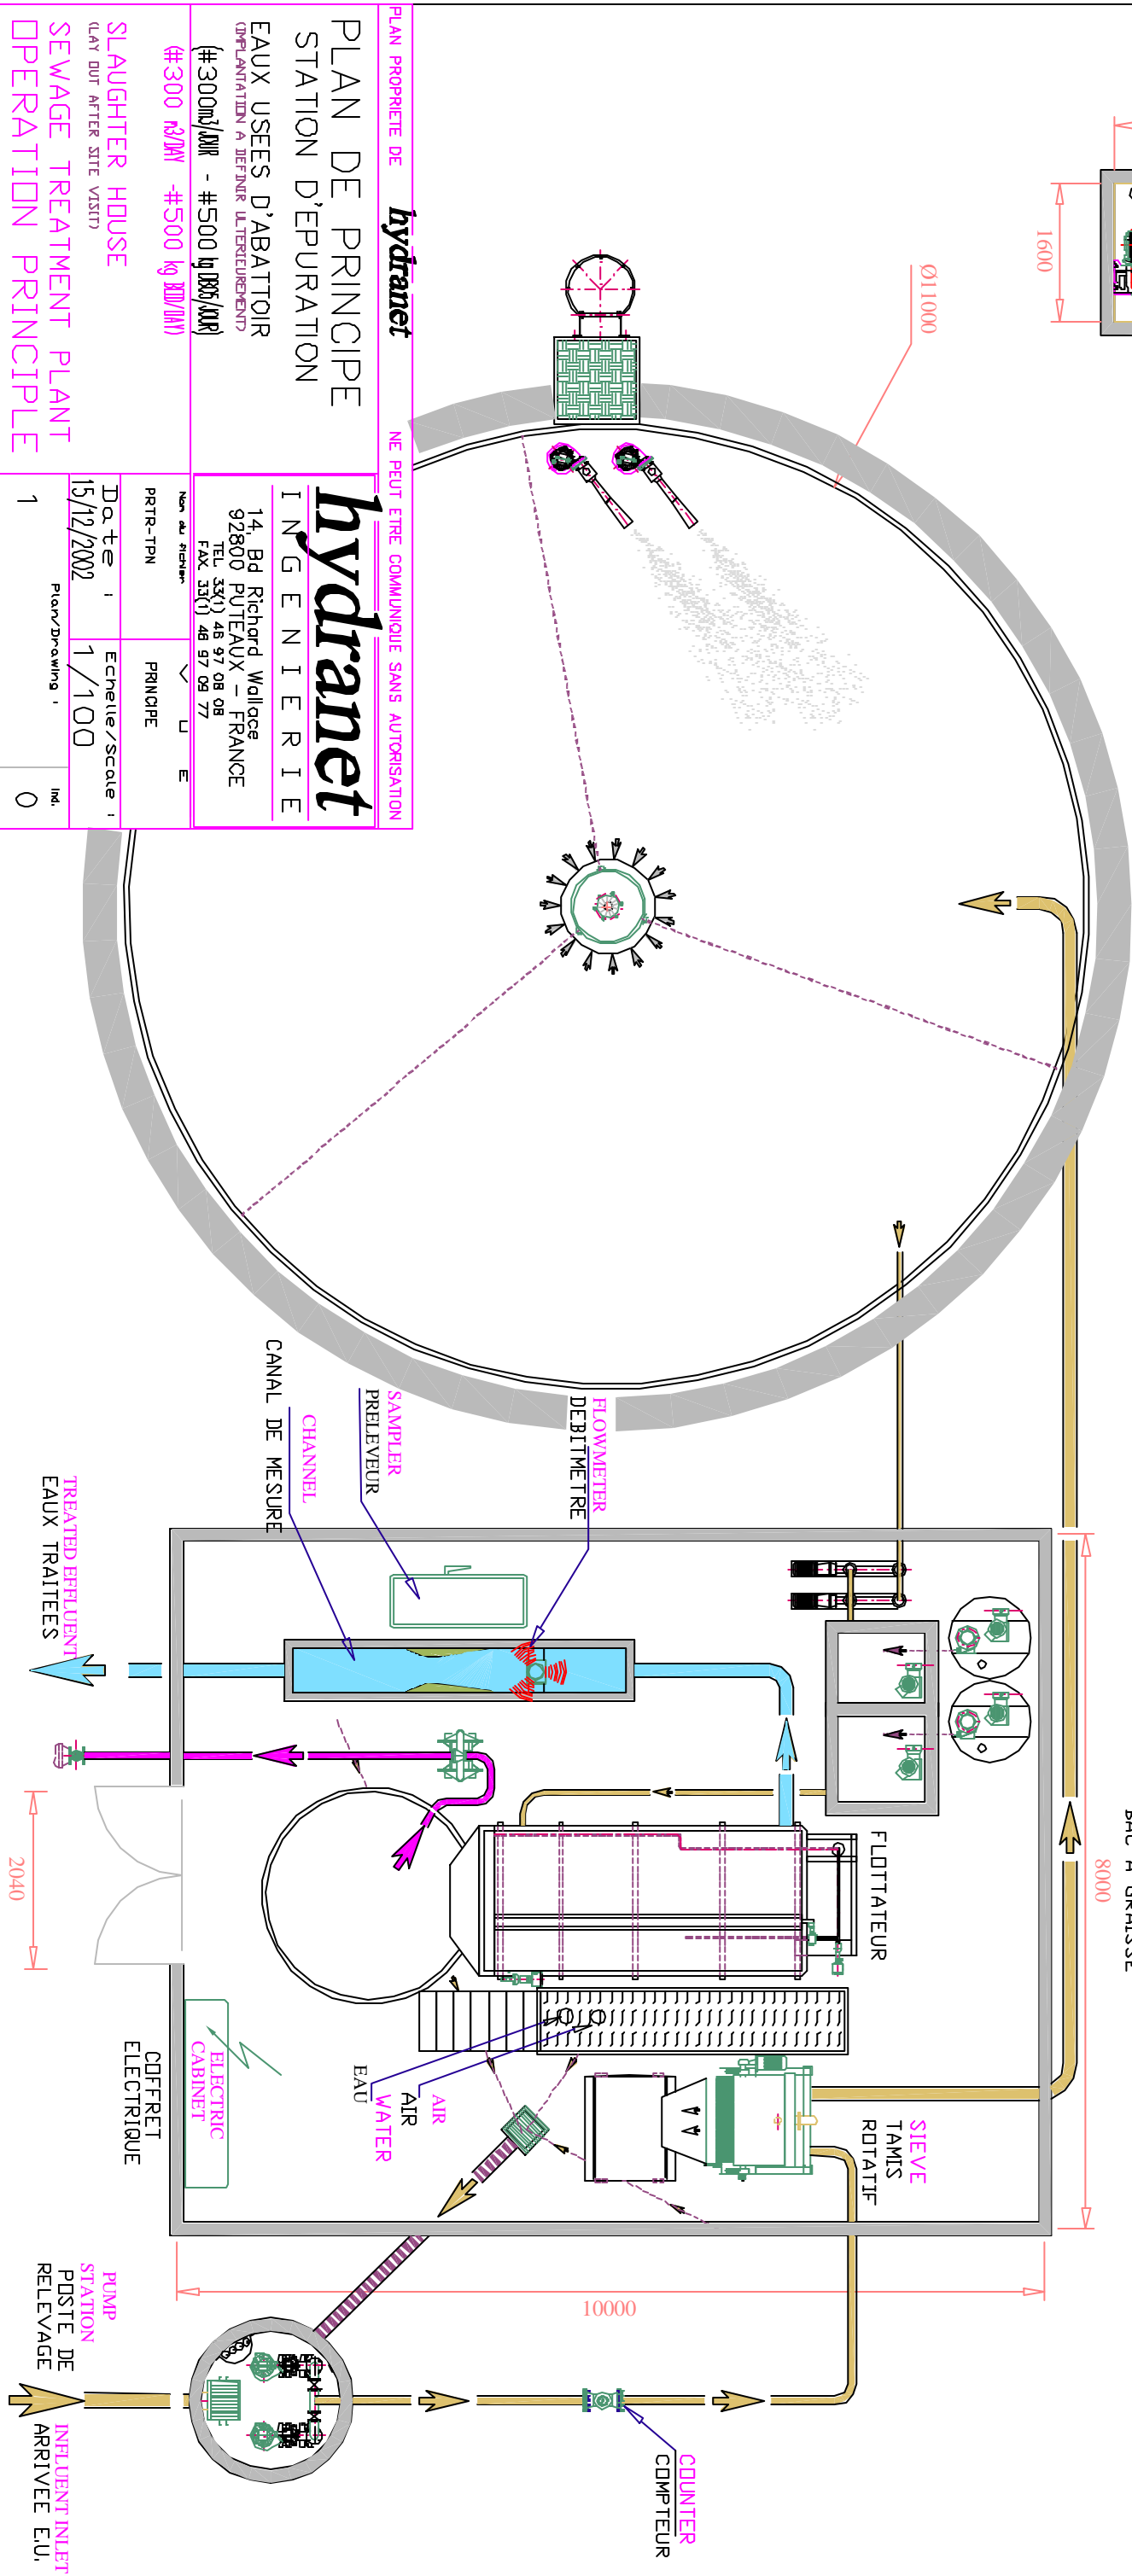 PLAN PROPRIETE DE hydranet NE PEUT ETRE COMMUNIQUE SANS AUTORISATION
PLAN DE PRINCIPE
STATION D'EPURATION
EAUX USEES D'ABATTOIR
(IMPLANTATION A DEFINIR ULTERIEUREMENT)
(#300m3/JOUR - #500 kg DBO5/JOUR)
(#300 m3/DAY -#500 kg BOD/DAY)
SLAUGHTER HOUSE
(LAY OUT AFTER SITE VISIT)
SEWAGE TREATMENT PLANT
OPERATION PRINCIPLE
hydranet
INGENIERIE
14, Bd Richard Wallace
92800 PUTEAUX - FRANCE
TEL 33(1) 46 97 08 08
FAX. 33(1) 46 97 09 77
Nom du fichier
PRTR-TPN
VUE
PRINCIPE
Date :
15/12/2002
Echelle/Scale :
1/100
Plan/Drawing :
1
Ind.
0
1600
Ø11000
FLOWMETER
DEBITMETRE
SAMPLER
PRELEVEUR
CHANNEL
CANAL DE MESURE
TREATED EFFLUENT
EAUX TRAITEES
BAC A GRAISSE
8000
FLOTTATEUR
2040
ELECTRIC
CABINET
COFFRET
ELECTRIQUE
AIR
AIR
WATER
EAU
SIEVE
TAMIS
ROTATIF
10000
PUMP
STATION
POSTE DE
RELEVAGE
INFLUENT INLET
ARRIVEE E.U.
COUNTER
COMPTEUR